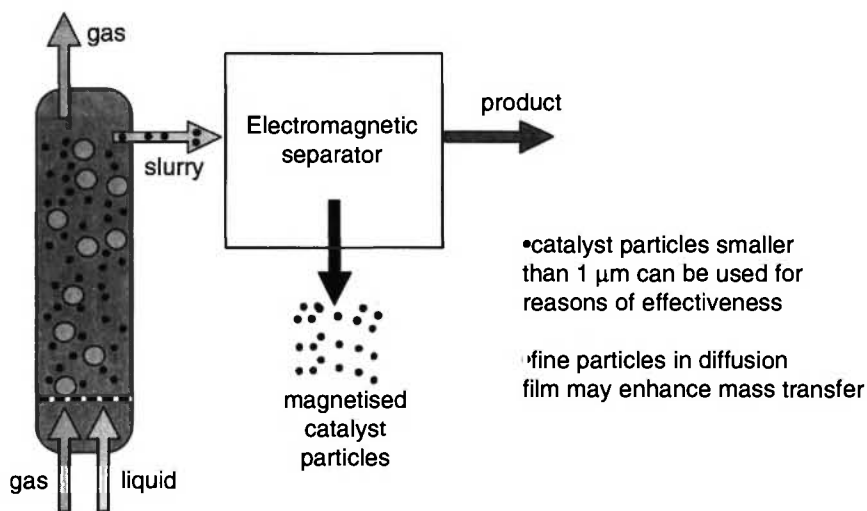 gas
slurry
Electromagnetic
separator
product
•catalyst particles smaller
than 1 μm can be used for
reasons of effectiveness
•fine particles in diffusion
film may enhance mass transfer
magnetised
catalyst
particles
gas
liquid